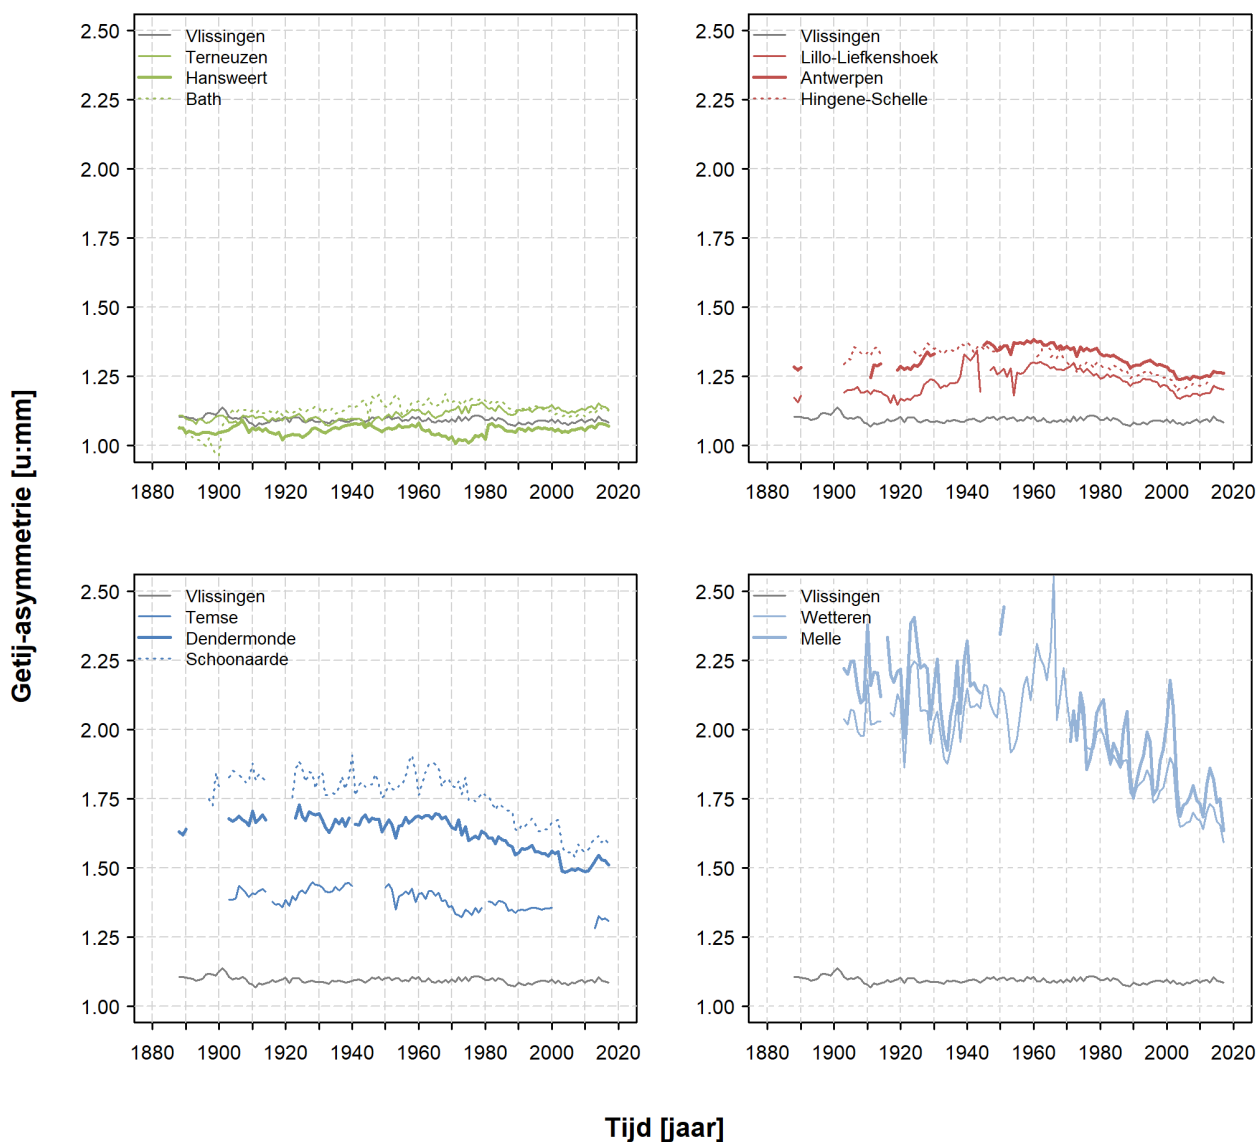 Getij-asymmetrie [u:mm]
2.50
2.25
2.00
1.75
1.50
1.25
1.00
Vlissingen
Terneuzen
Hansweert
Bath
1880 1900 1920 1940 1960 1980 2000 2020
2.50
2.25
2.00
1.75
1.50
1.25
1.00
Vlissingen
Lillo-Liefkenshoek
Antwerpen
Hingene-Schelle
1880 1900 1920 1940 1960 1980 2000 2020
2.50
2.25
2.00
1.75
1.50
1.25
1.00
Vlissingen
Temse
Dendermonde
Schoonaarde
1880 1900 1920 1940 1960 1980 2000 2020
2.50
2.25
2.00
1.75
1.50
1.25
1.00
Vlissingen
Wetteren
Melle
1880 1900 1920 1940 1960 1980 2000 2020
Tijd [jaar]